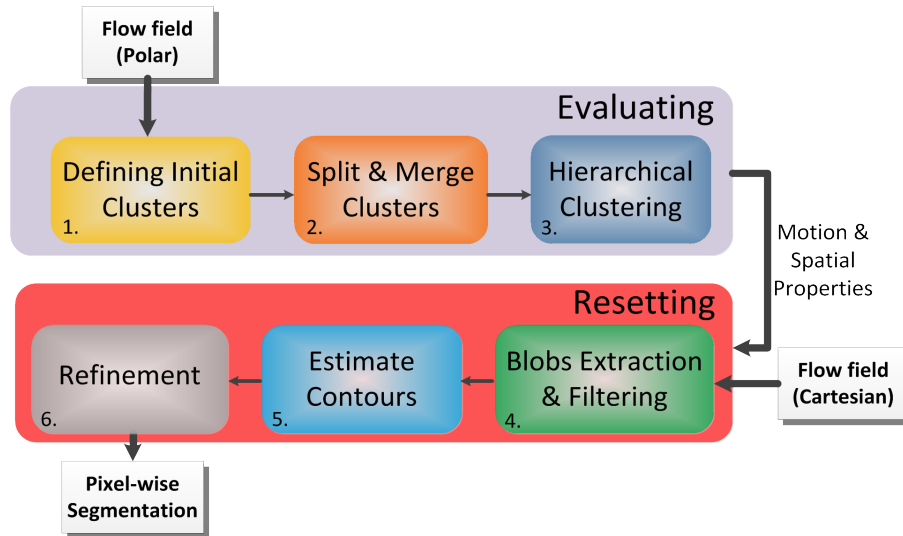 Flow field
(Polar)
Evaluating
Defining Initial
Clusters
1.
Split & Merge
Clusters
2.
Hierarchical
Clustering
3.
Motion &
Spatial
Properties
Resetting
Blobs Extraction
& Filtering
4.
Flow field
(Cartesian)
Estimate
Contours
5.
Refinement
6.
Pixel-wise
Segmentation